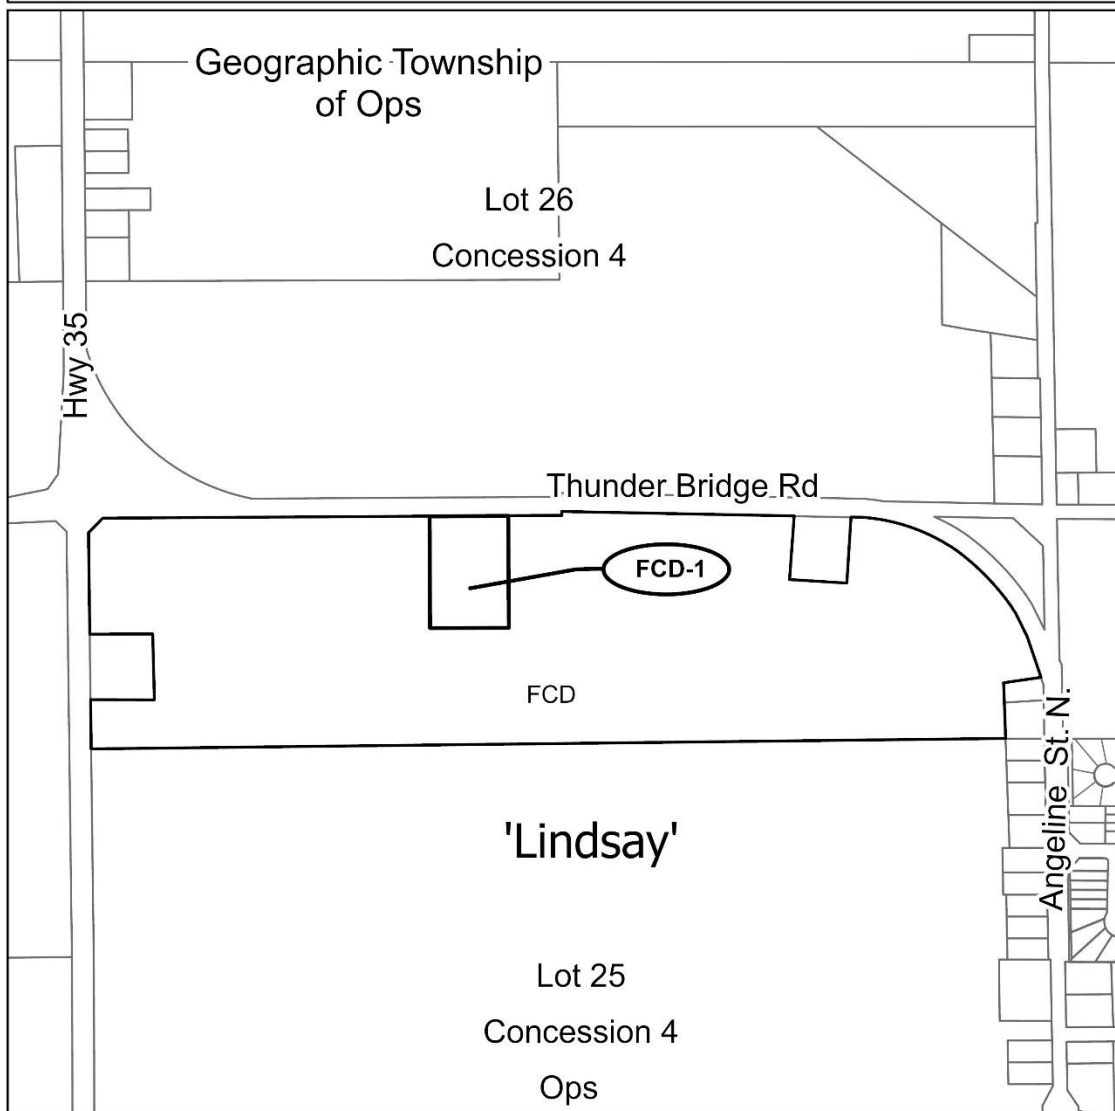 Geographic Township
of Ops
Lot 26
Concession 4
Hwy 35
Thunder Bridge Rd
FCD-1
FCD
Angeline St. N.
'Lindsay'
Lot 25
Concession 4
Ops